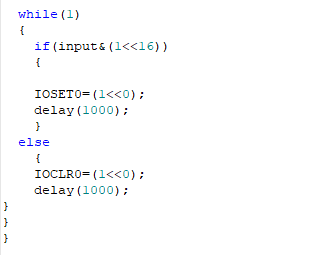 while(1)
{
if(input&(1<<16))
{
IOSET0=(1<<0);
delay(1000);
}
else
{
IOCLR0=(1<<0);
delay(1000);
}
}
}